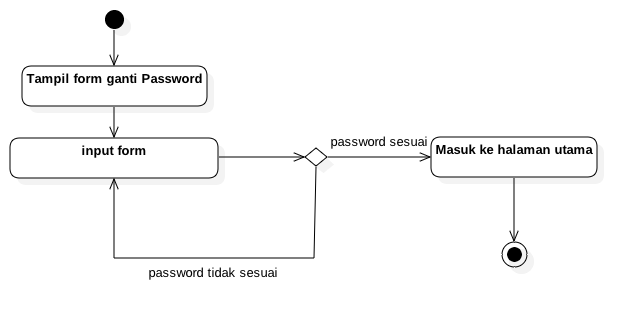 Tampil form ganti Password
input form
password sesuai
Masuk ke halaman utama
password tidak sesuai